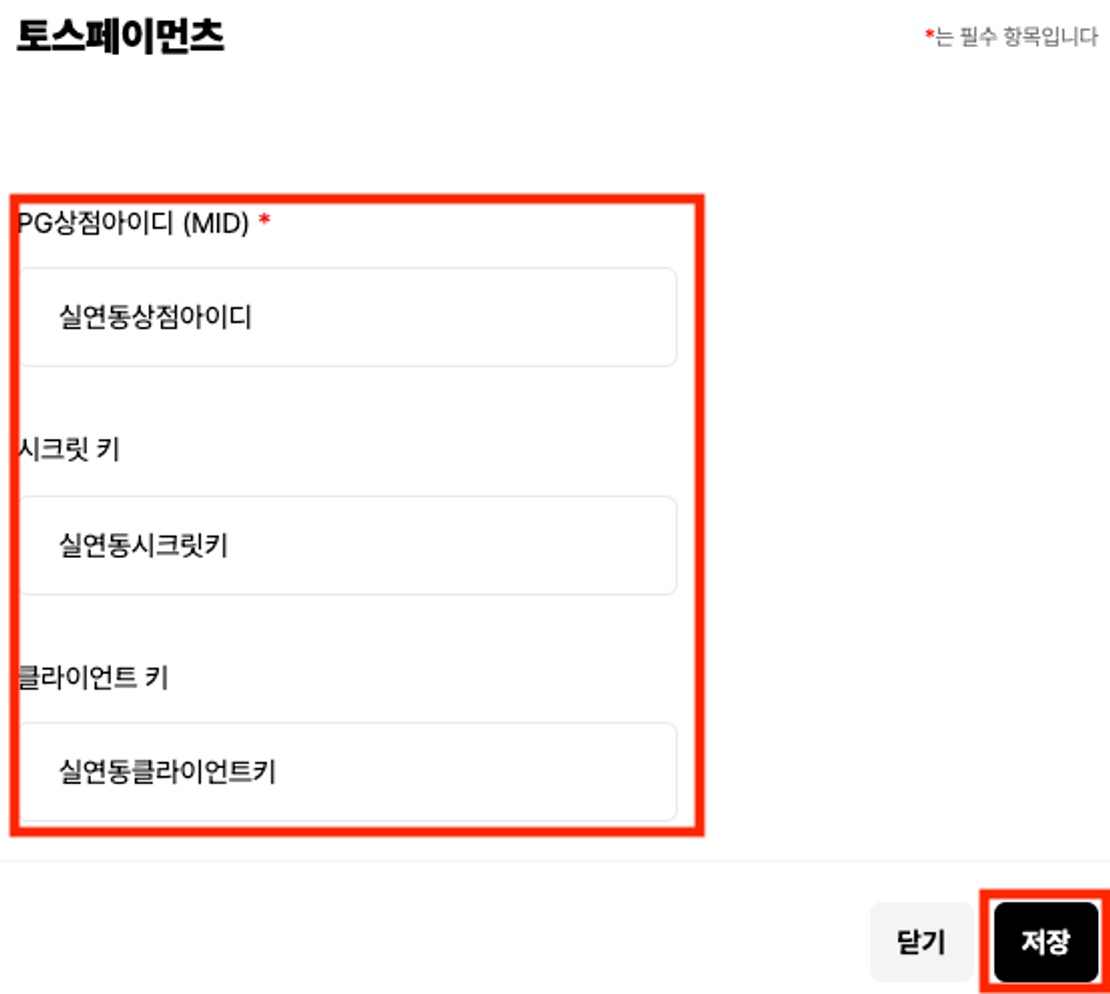 토스페이먼츠
*는 필수 항목입니다
PG상점아이디 (MID) *
실연동상점아이디
시크릿 키
실연동시크릿키
클라이언트 키
실연동클라이언트키
닫기 저장